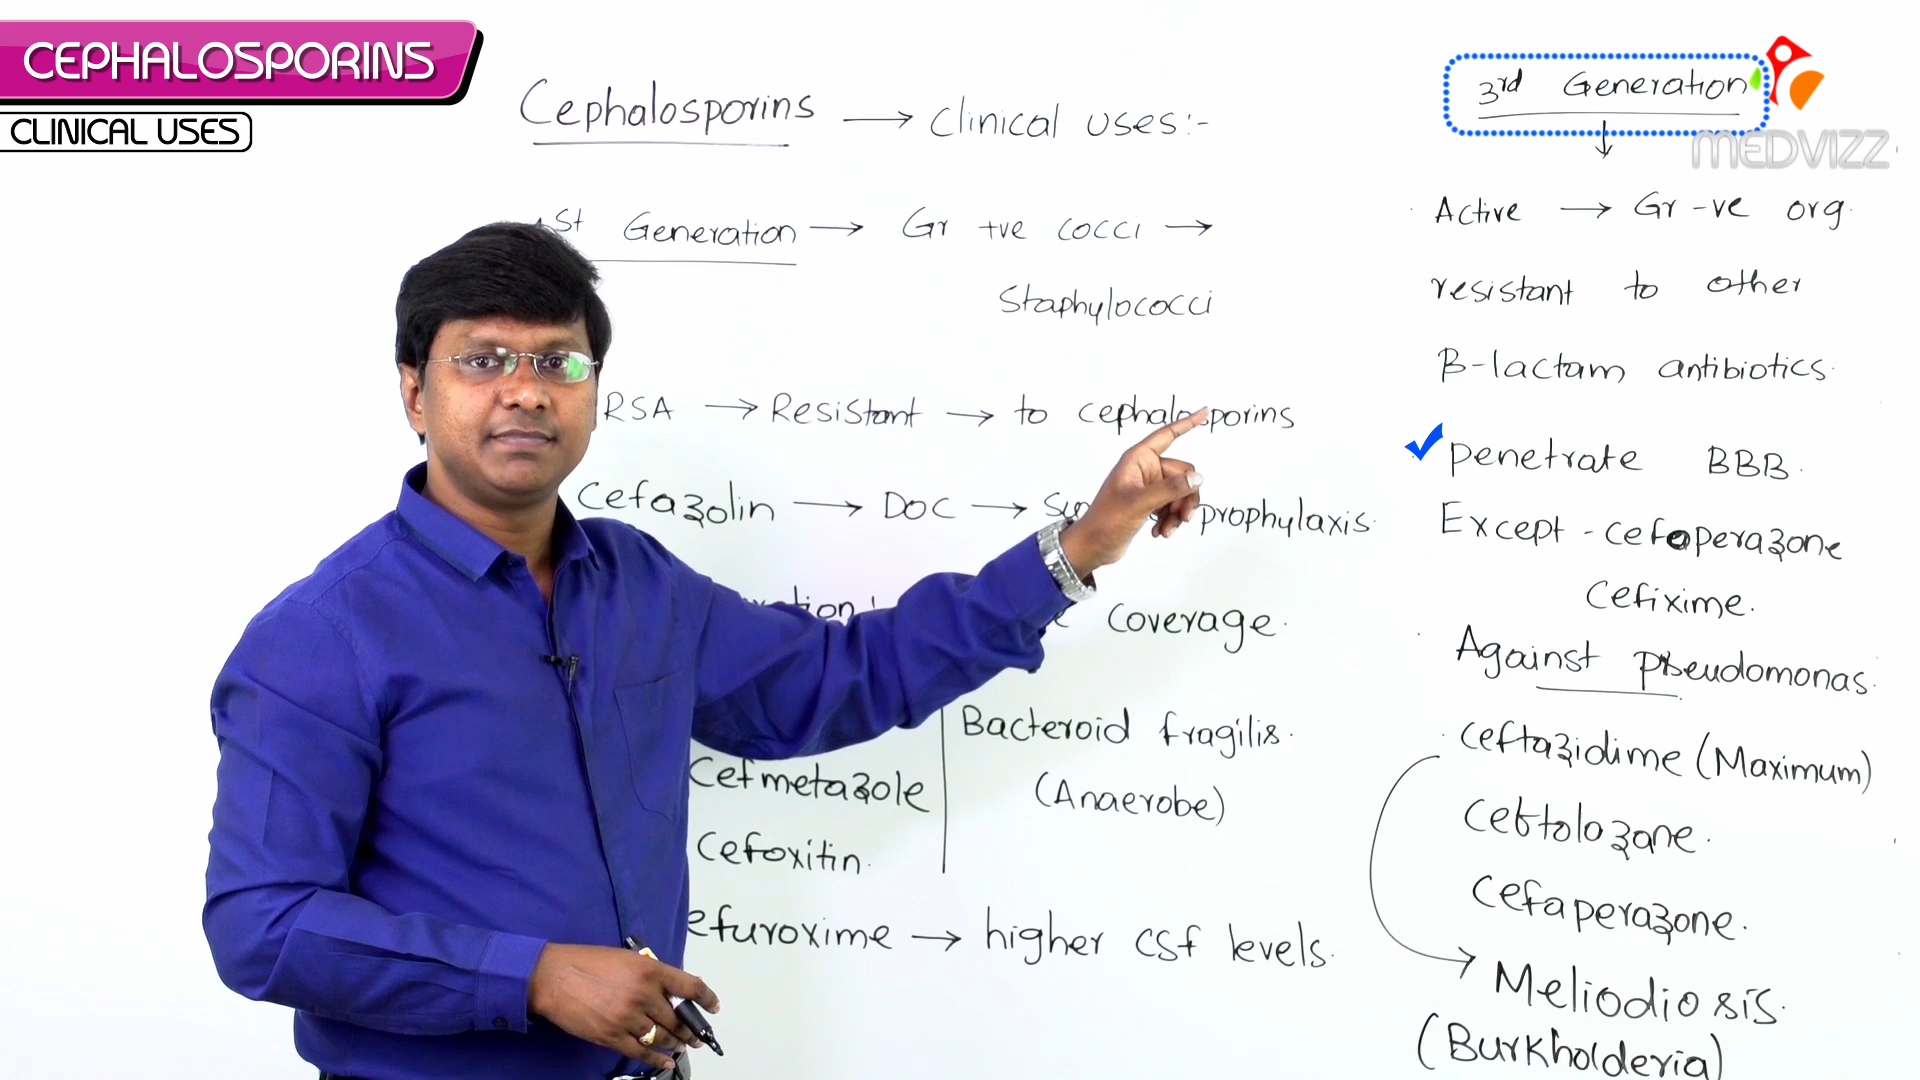 CEPHALOSPORINS
CLINICAL USES
Cephalosporins → Clinical uses:-
st Generation → Gr +ve cocci →
Staphylococci
RSA → Resistant → to cephalosporins
Cefazolin → DOC → prophylaxis.
coverage.
Bacteroid fragilis.
(Anaerobe)
Cefmetazole
Cefoxitin.
efuroxime → higher CSF levels.
3rd Generation
MEDVIZZ
Active → Gr -ve org.
resistant to other
β-lactam antibiotics.
✓ penetrate BBB.
Except - cefoperazone
Cefixime.
Against pseudomonas.
Ceftazidime (Maximum)
Ceftolozane.
Cefaperazone.
Meliodiosis.
(Burkholderia)